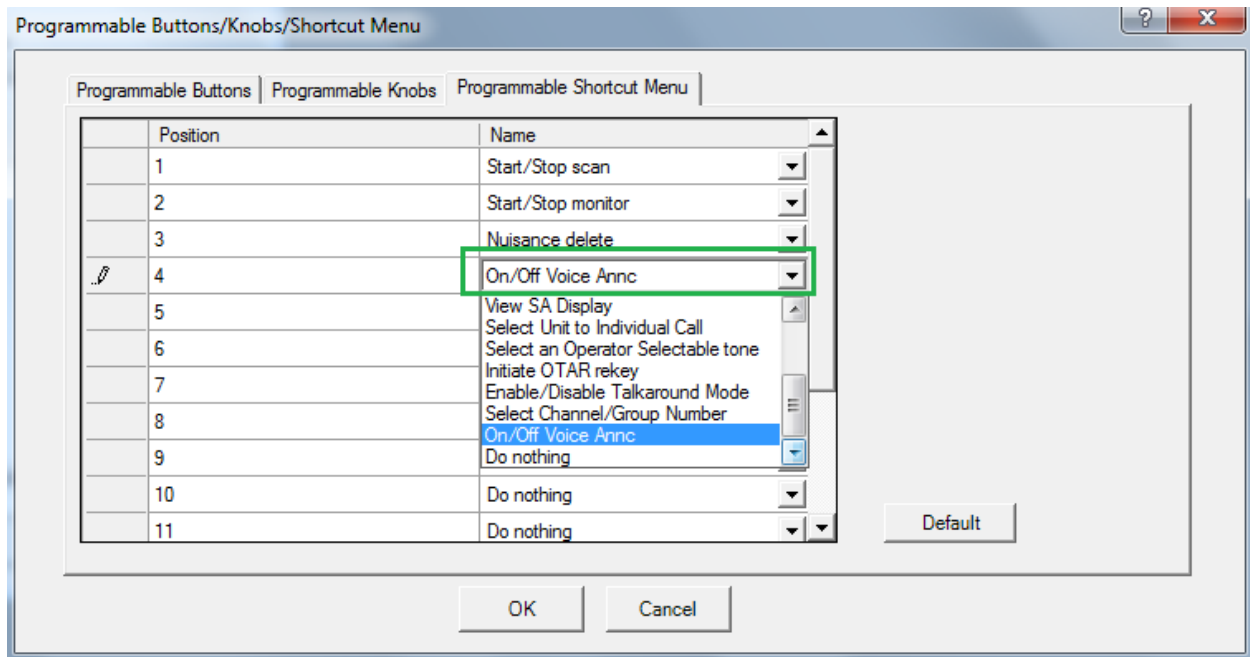 Programmable Buttons/Knobs/Shortcut Menu
Programmable Buttons Programmable Knobs Programmable Shortcut Menu
Position Name
1 Start/Stop scan
2 Start/Stop monitor
3 Nuisance delete
4 On/Off Voice Annc
5 View SA Display
Select Unit to Individual Call
6 Select an Operator Selectable tone
Initiate OTAR rekey
7 Enable/Disable Talkaround Mode
8 Select Channel/Group Number
On/Off Voice Annc
9 Do nothing
10 Do nothing
11 Do nothing
Default
OK Cancel